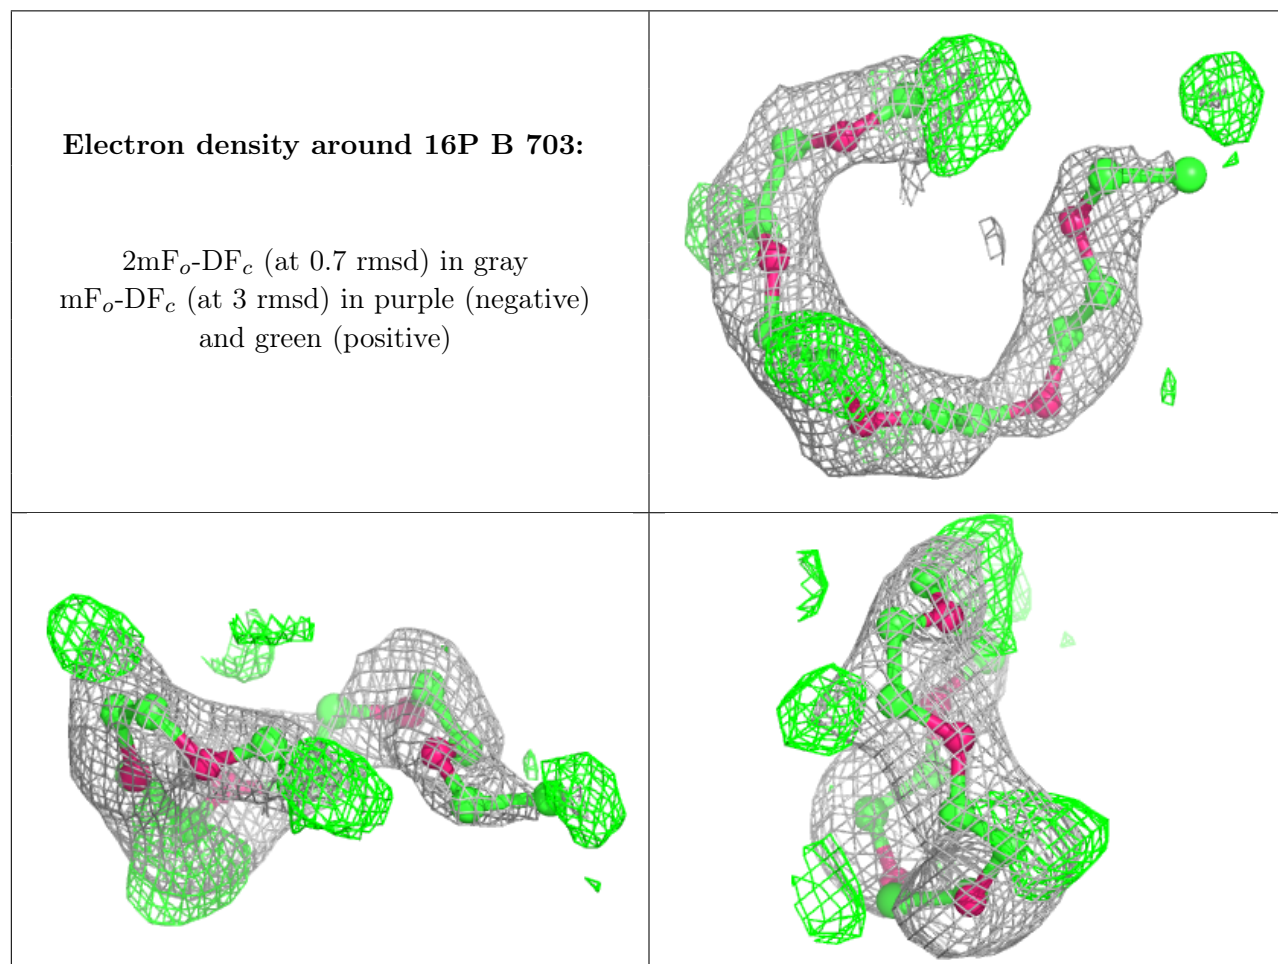 Electron density around 16P B 703:
2mFo-DFc (at 0.7 rmsd) in gray
mFo-DFc (at 3 rmsd) in purple (negative)
and green (positive)